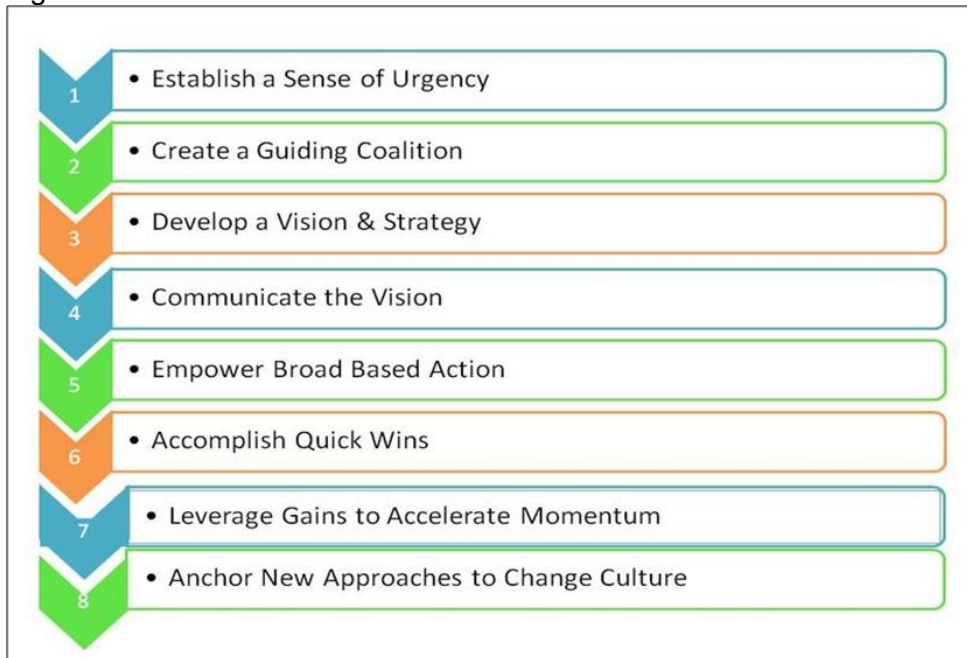 1
• Establish a Sense of Urgency
2
• Create a Guiding Coalition
3
• Develop a Vision & Strategy
4
• Communicate the Vision
5
• Empower Broad Based Action
6
• Accomplish Quick Wins
7
• Leverage Gains to Accelerate Momentum
8
• Anchor New Approaches to Change Culture